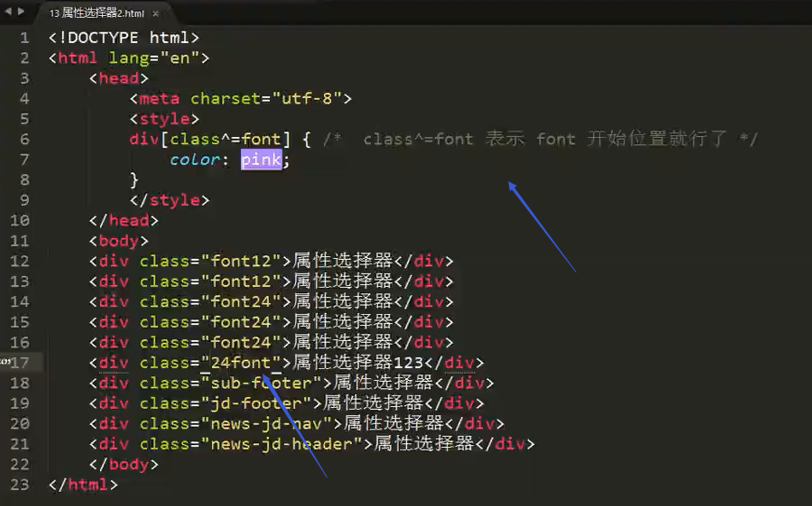 13 属性选择器2.html ×
1 <!DOCTYPE html>
2 <html lang="en">
3 <head>
4 <meta charset="utf-8">
5 <style>
6 div[class^=font] { /*  class^=font 表示 font 开始位置就行了 */
7 color: pink;
8 }
9 </style>
10 </head>
11 <body>
12 <div class="font12">属性选择器</div>
13 <div class="font12">属性选择器</div>
14 <div class="font24">属性选择器</div>
15 <div class="font24">属性选择器</div>
16 <div class="font24">属性选择器</div>
17 <div class="24font">属性选择器123</div>
18 <div class="sub-footer">属性选择器</div>
19 <div class="jd-footer">属性选择器</div>
20 <div class="news-jd-nav">属性选择器</div>
21 <div class="news-jd-header">属性选择器</div>
22 </body>
23 </html>